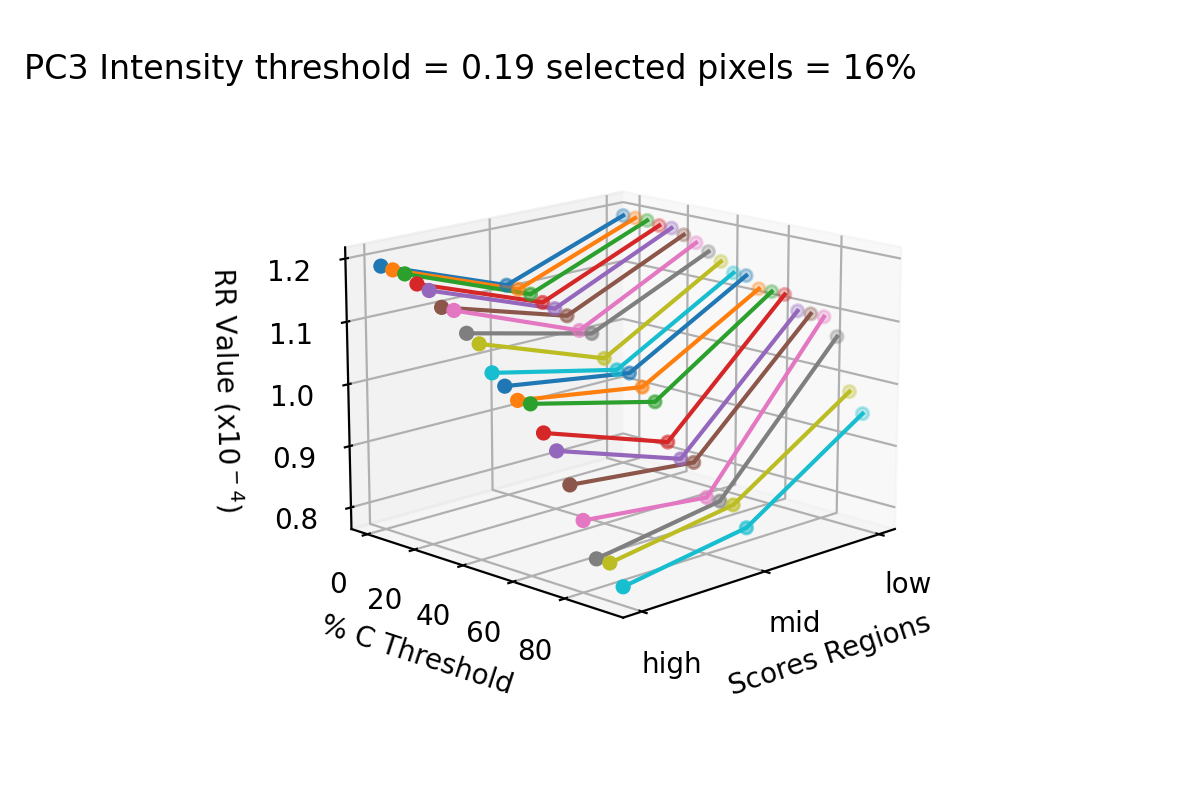 PC3 Intensity threshold = 0.19 selected pixels = 16%
RR Value (x10⁻⁴)
1.2
1.1
1.0
0.9
0.8
0
20
40
60
80
% C Threshold
high
mid
low
Scores Regions